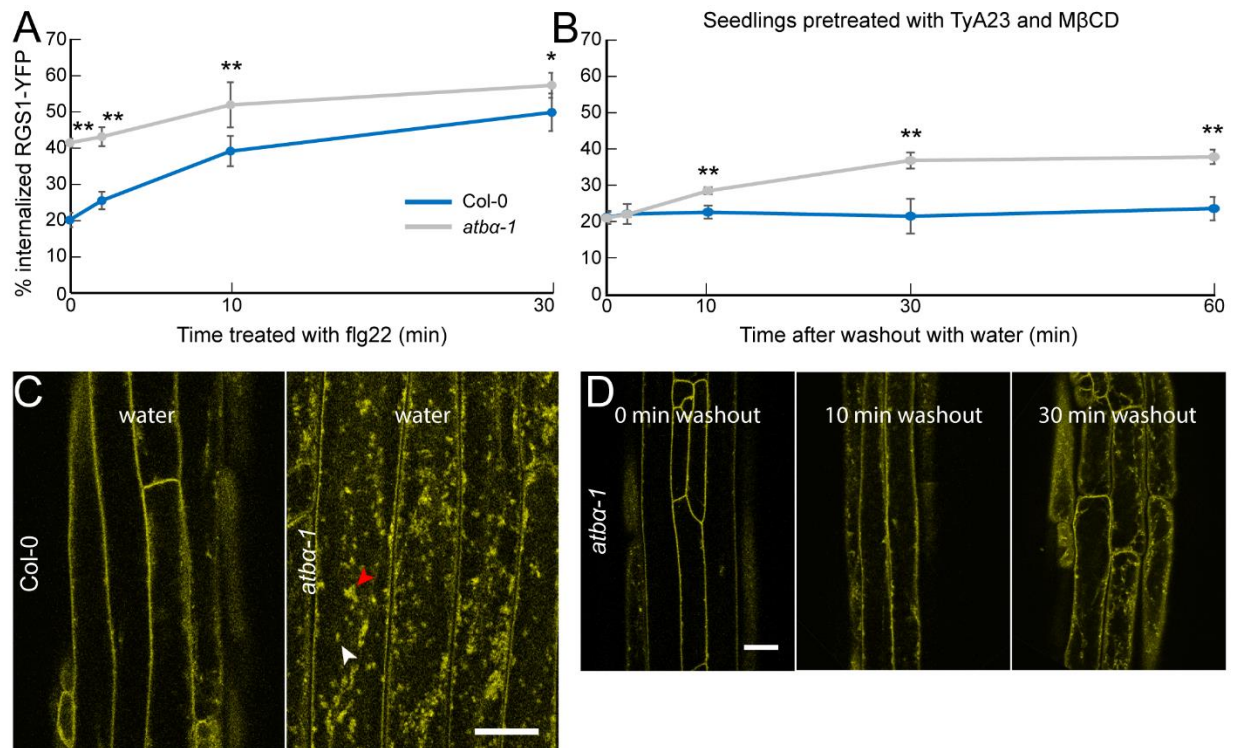 A
% internalized RGS1-YFP
70
60
50
40
30
20
10
0
**
**
**
*
Col-0
atbα-1
0
10
30
Time treated with flg22 (min)
B
Seedlings pretreated with TyA23 and MβCD
70
60
50
40
30
20
10
0
**
**
**
0
10
30
60
Time after washout with water (min)
C
Col-0
water
atbα-1
water
D
atbα-1
0 min washout
10 min washout
30 min washout